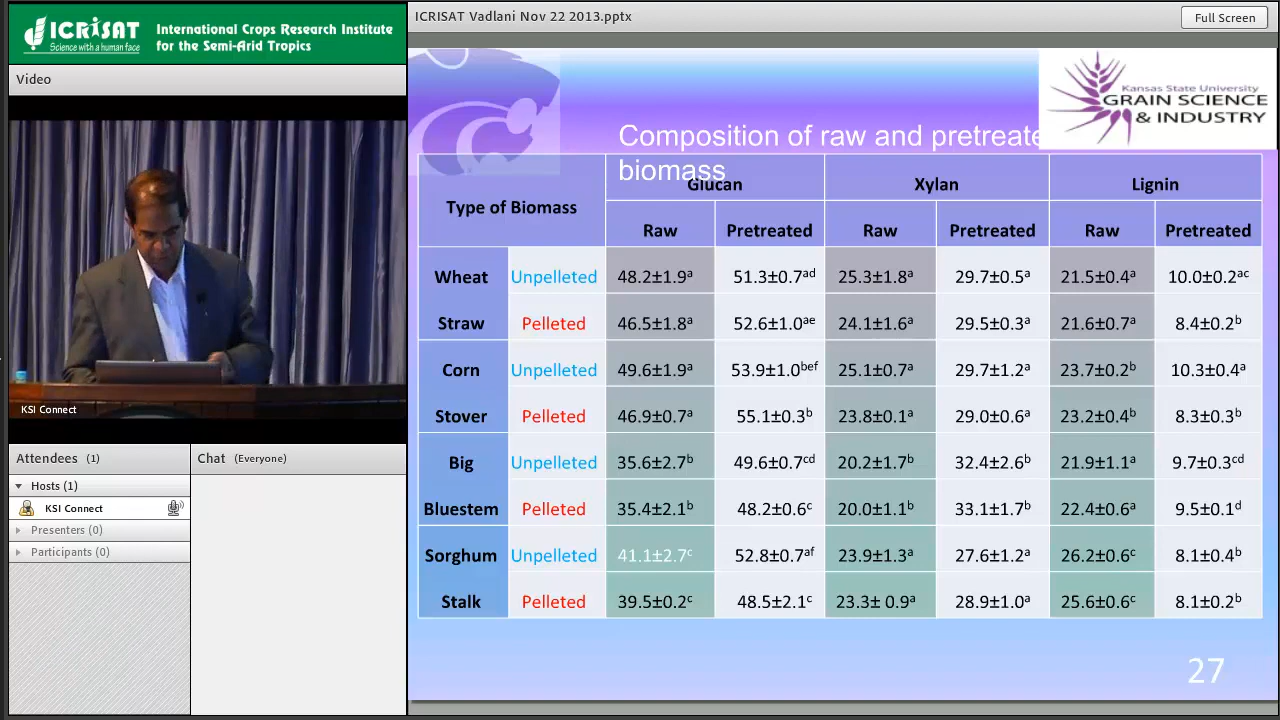 ICRISAT
Science with a human face
International Crops Research Institute
for the Semi-Arid Tropics
Video
KSI Connect
Attendees (1)
Hosts (1)
KSI Connect
Presenters (0)
Participants (0)
Chat (Everyone)
ICRISAT Vadlani Nov 22 2013.pptx
Full Screen
Kansas State University
GRAIN SCIENCE
& INDUSTRY
Composition of raw and pretreate
biomass
Type of Biomass Glucan Xylan Lignin
Raw Pretreated Raw Pretreated Raw Pretreated
Wheat Unpelleted 48.2±1.9ᵃ 51.3±0.7ᵃᵈ 25.3±1.8ᵃ 29.7±0.5ᵃ 21.5±0.4ᵃ 10.0±0.2ᵃᶜ
Straw Pelleted 46.5±1.8ᵃ 52.6±1.0ᵃᵉ 24.1±1.6ᵃ 29.5±0.3ᵃ 21.6±0.7ᵃ 8.4±0.2ᵇ
Corn Unpelleted 49.6±1.9ᵃ 53.9±1.0ᵇᵉᶠ 25.1±0.7ᵃ 29.7±1.2ᵃ 23.7±0.2ᵇ 10.3±0.4ᵃ
Stover Pelleted 46.9±0.7ᵃ 55.1±0.3ᵇ 23.8±0.1ᵃ 29.0±0.6ᵃ 23.2±0.4ᵇ 8.3±0.3ᵇ
Big Unpelleted 35.6±2.7ᵇ 49.6±0.7ᶜᵈ 20.2±1.7ᵇ 32.4±2.6ᵇ 21.9±1.1ᵃ 9.7±0.3ᶜᵈ
Bluestem Pelleted 35.4±2.1ᵇ 48.2±0.6ᶜ 20.0±1.1ᵇ 33.1±1.7ᵇ 22.4±0.6ᵃ 9.5±0.1ᵈ
Sorghum Unpelleted 41.1±2.7ᶜ 52.8±0.7ᵃᶠ 23.9±1.3ᵃ 27.6±1.2ᵃ 26.2±0.6ᶜ 8.1±0.4ᵇ
Stalk Pelleted 39.5±0.2ᶜ 48.5±2.1ᶜ 23.3± 0.9ᵃ 28.9±1.0ᵃ 25.6±0.6ᶜ 8.1±0.2ᵇ
27